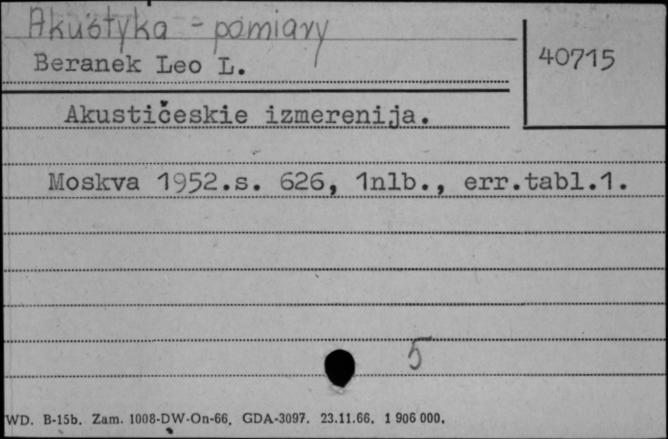 Akustyka - pomiary
Beranek Leo L.
40715
Akustičeskie izmerenija.
Moskva 1952.s. 626, 1nlb., err.tabl.1.
5
WD. B-15b. Zam. 1008-DW-On-66. GDA-3097. 23.11.66. 1 906 000.